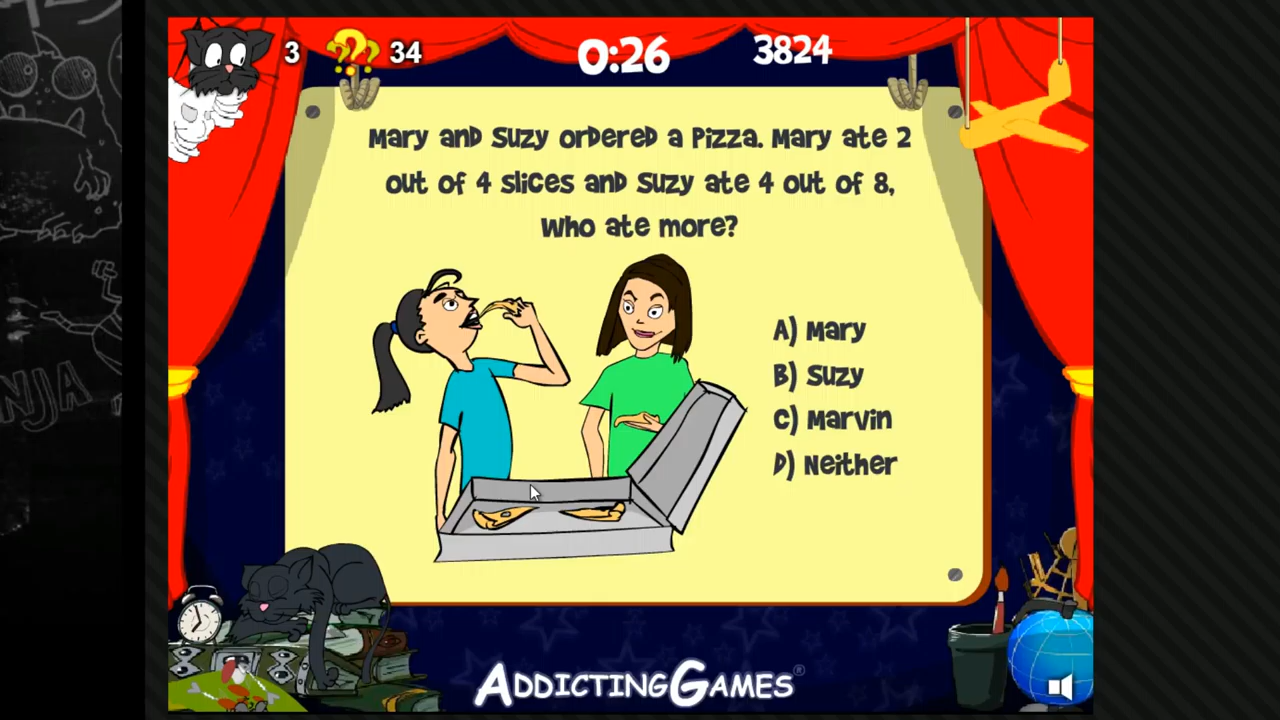 3
34
0:26
3824
Mary and Suzy ordered a pizza. Mary ate 2
out of 4 slices and Suzy ate 4 out of 8,
who ate more?
A) Mary
B) Suzy
C) Marvin
D) Neither
NJA
AddictingGames®